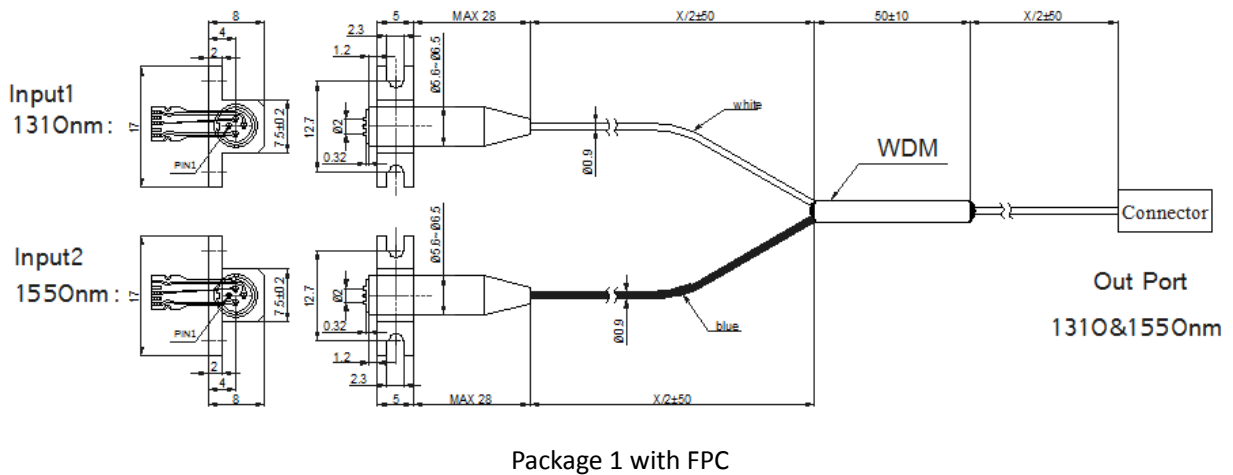 8
5
MAX 28
X/2±50
50±10
X/2±50
4
2.3
2
1.2
Input1
1310nm :
17
PIN1
7.5±0.2
12.7
Ø2
0.32
Ø5.6~Ø6.5
Ø0.9
white
WDM
Connector
Input2
1550nm :
17
PIN1
7.5±0.2
12.7
Ø2
0.32
Ø5.6~Ø6.5
Ø0.9
blue
Out Port
1310&1550nm
2
1.2
4
2.3
8
5
MAX 28
X/2±50
Package 1 with FPC